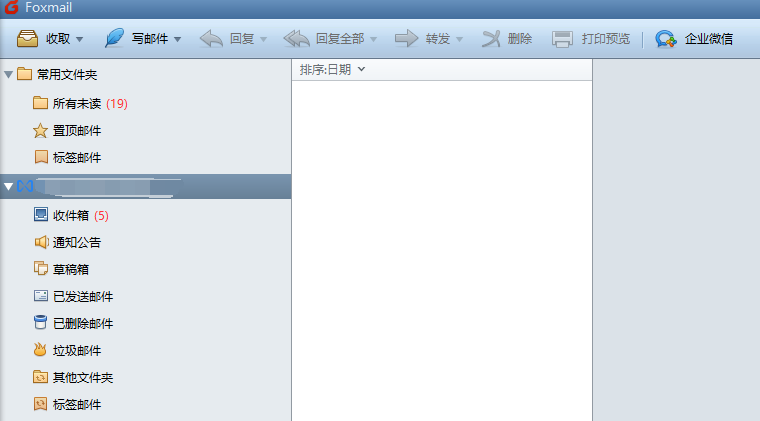 Foxmail
收取 写邮件 回复 回复全部 转发 删除 打印预览 企业微信
常用文件夹
排序:日期
所有未读 (19)
置顶邮件
标签邮件
收件箱 (5)
通知公告
草稿箱
已发送邮件
已删除邮件
垃圾邮件
其他文件夹
标签邮件